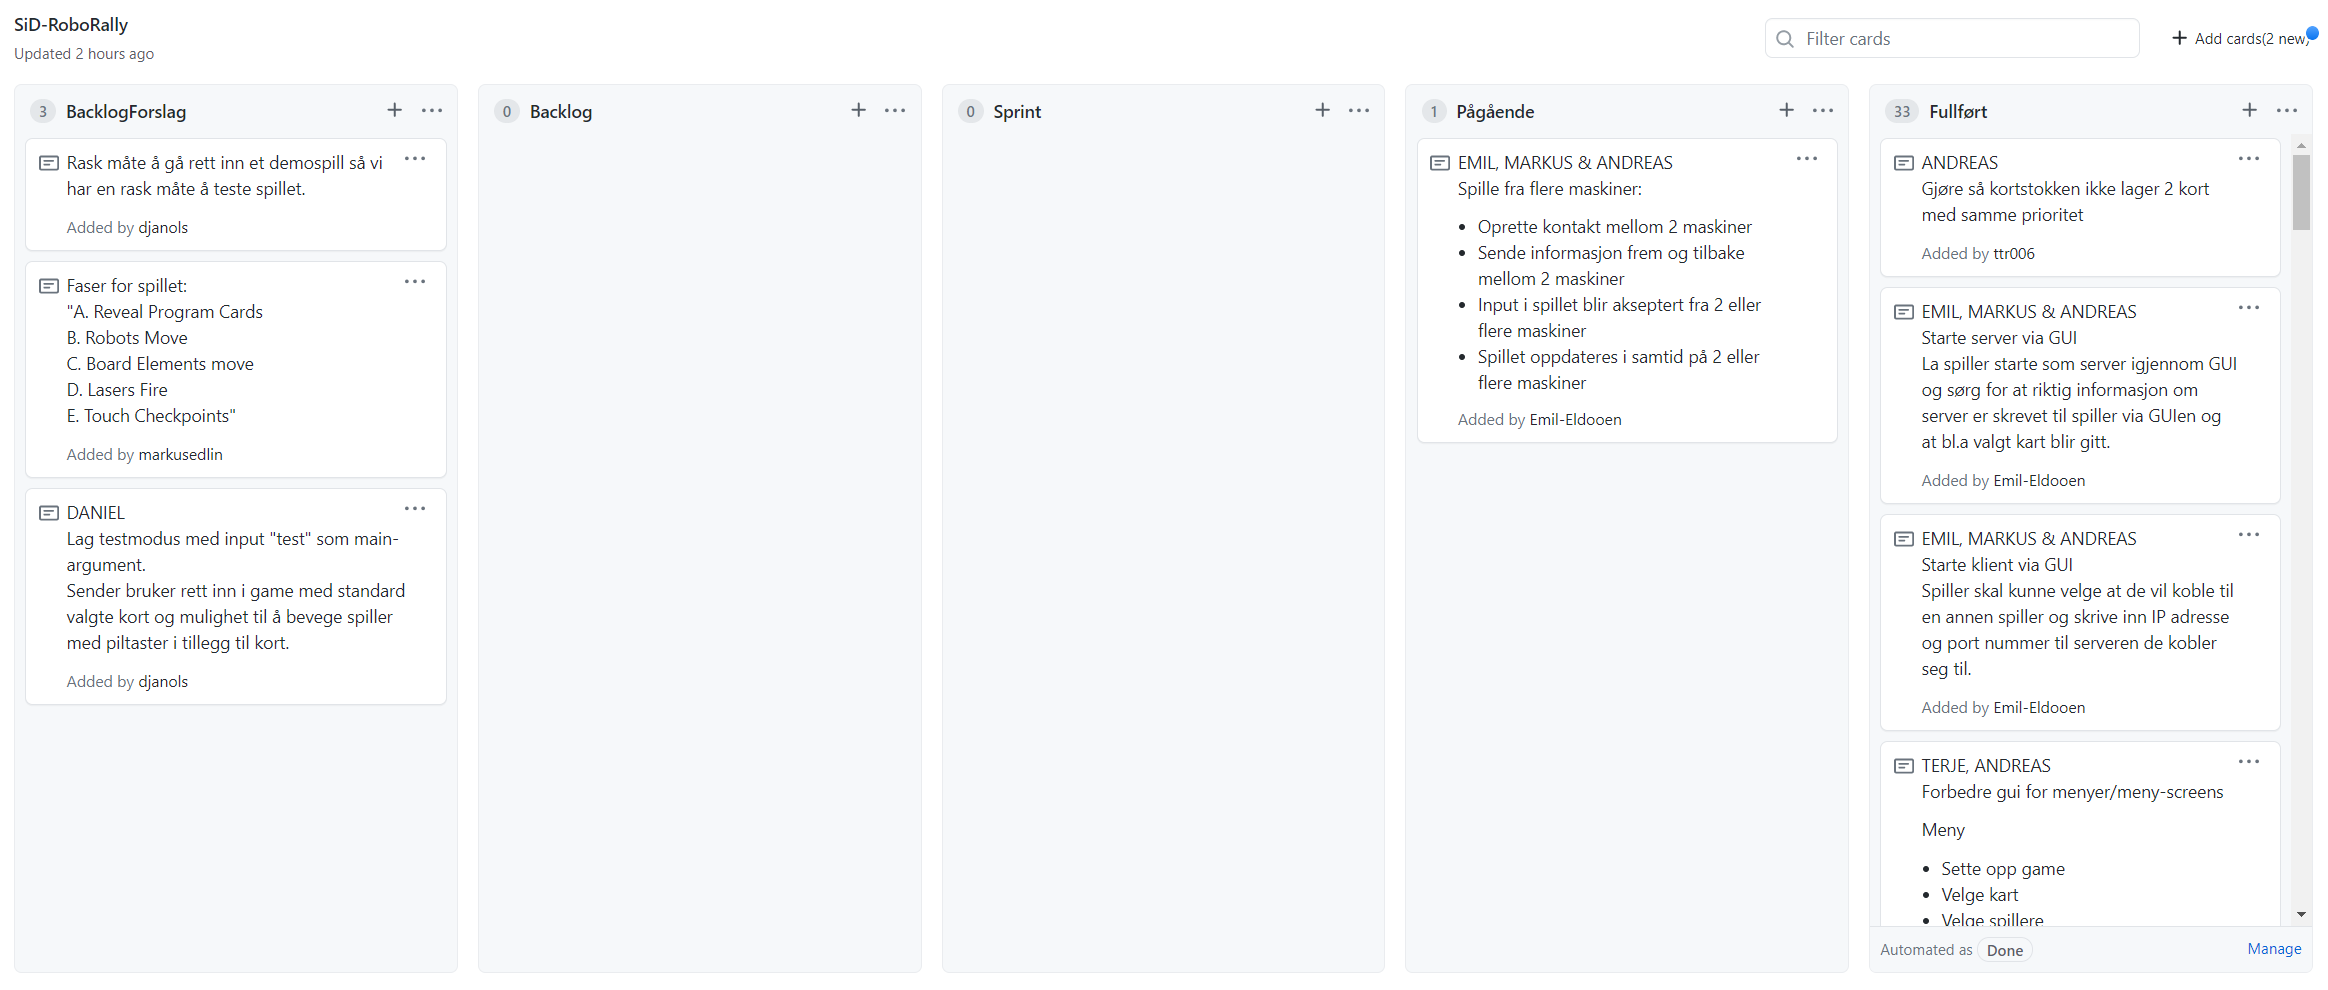 SiD-RoboRally
Updated 2 hours ago
Filter cards
Add cards(2 new)
3 BacklogForslag
Rask måte å gå rett inn et demospill så vi
har en rask måte å teste spillet.
Added by djanols
Faser for spillet:
"A. Reveal Program Cards
B. Robots Move
C. Board Elements move
D. Lasers Fire
E. Touch Checkpoints"
Added by markusedlin
DANIEL
Lag testmodus med input "test" som main-
argument.
Sender bruker rett inn i game med standard
valgte kort og mulighet til å bevege spiller
med piltaster i tillegg til kort.
Added by djanols
0 Backlog
0 Sprint
1 Pågående
EMIL, MARKUS & ANDREAS
Spille fra flere maskiner:
• Oprette kontakt mellom 2 maskiner
• Sende informasjon frem og tilbake
mellom 2 maskiner
• Input i spillet blir akseptert fra 2 eller
flere maskiner
• Spillet oppdateres i samtid på 2 eller
flere maskiner
Added by Emil-Eldooen
33 Fullført
ANDREAS
Gjøre så kortstokken ikke lager 2 kort
med samme prioritet
Added by ttr006
EMIL, MARKUS & ANDREAS
Starte server via GUI
La spiller starte som server igjennom GUI
og sørg for at riktig informasjon om
server er skrevet til spiller via GUIen og
at bl.a valgt kart blir gitt.
Added by Emil-Eldooen
EMIL, MARKUS & ANDREAS
Starte klient via GUI
Spiller skal kunne velge at de vil koble til
en annen spiller og skrive inn IP adresse
og port nummer til serveren de kobler
seg til.
Added by Emil-Eldooen
TERJE, ANDREAS
Forbedre gui for menyer/meny-screens
Meny
• Sette opp game
• Velge kart
• Velge spillere
Automated as Done
Manage